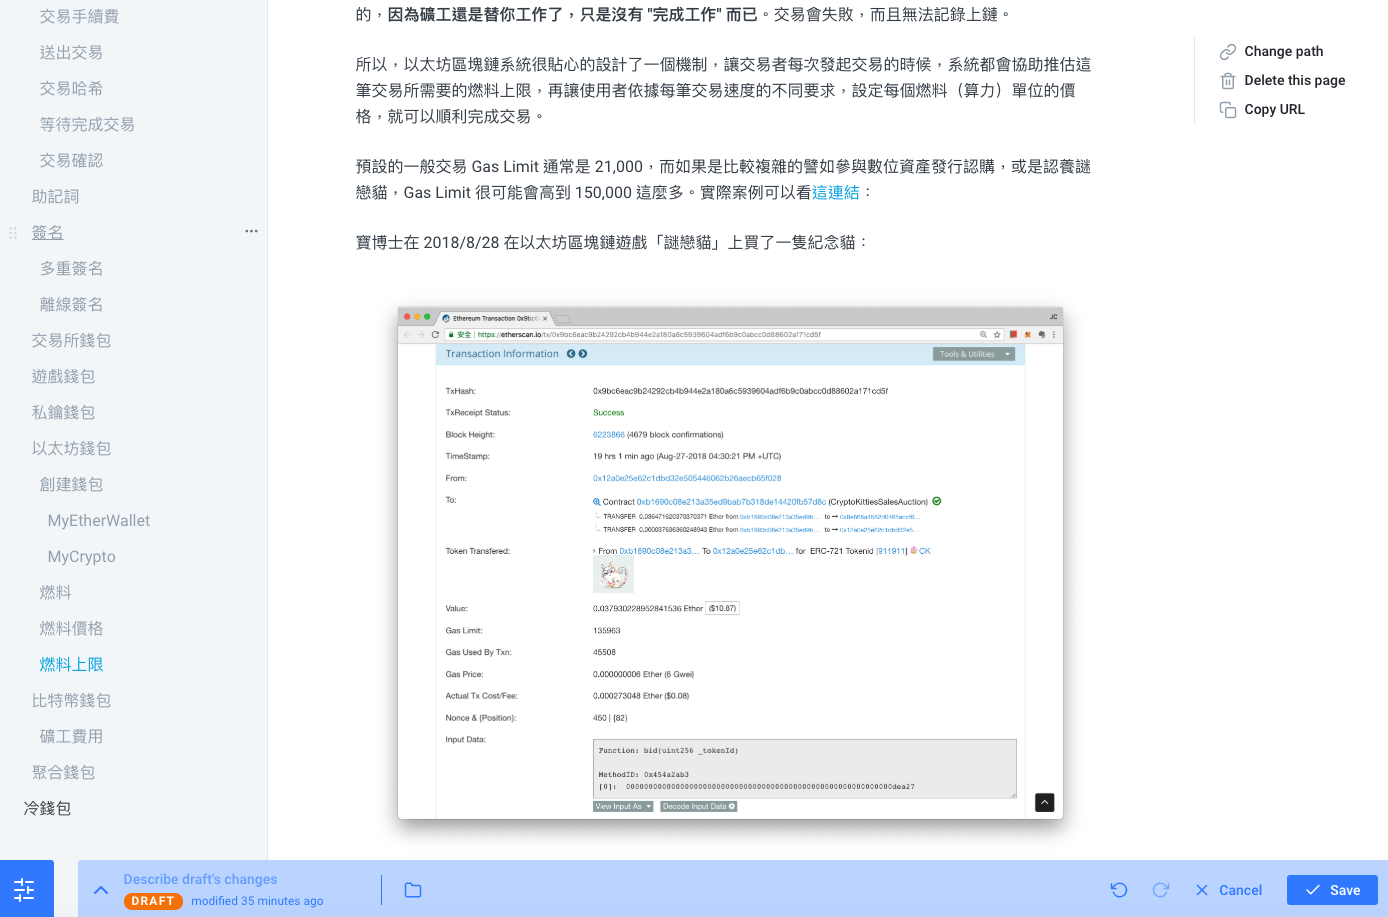 交易手續費
送出交易
交易哈希
等待完成交易
交易確認
助記詞
簽名
多重簽名
離線簽名
交易所錢包
遊戲錢包
私鑰錢包
以太坊錢包
創建錢包
MyEtherWallet
MyCrypto
燃料
燃料價格
燃料上限
比特幣錢包
礦工費用
聚合錢包
冷錢包
的，因為礦工還是替你工作了，只是沒有 "完成工作" 而已。交易會失敗，而且無法記錄上鏈。
所以，以太坊區塊鏈系統很貼心的設計了一個機制，讓交易者每次發起交易的時候，系統都會協助推估這
筆交易所需要的燃料上限，再讓使用者依據每筆交易速度的不同要求，設定每個燃料（算力）單位的價
格，就可以順利完成交易。
預設的一般交易 Gas Limit 通常是 21,000，而如果是比較複雜的譬如參與數位資產發行認購，或是認養謎
戀貓，Gas Limit 很可能會高到 150,000 這麼多。實際案例可以看這連結：
寶博士在 2018/8/28 在以太坊區塊鏈遊戲「謎戀貓」上買了一隻紀念貓：
Ethereum Transaction 0x9bc6
JC
安全 https://etherscan.io/tx/0x9bc6eac9b24292cb4b944e2a180a6c5939604adf6b9c0abcc0d88602a171cd5f
Transaction Information
Tools & Utilities
TxHash: 0x9bc6eac9b24292cb4b944e2a180a6c5939604adf6b9c0abcc0d88602a171cd5f
TxReceipt Status: Success
Block Height: 6223866 (4679 block confirmations)
TimeStamp: 19 hrs 1 min ago (Aug-27-2018 04:30:21 PM +UTC)
From: 0x12a0e25e62c1dbd32e505446062b26aecb65f028
To: Contract 0xb1690c08e213a35ed9bab7b318de14420fb57d8c (CryptoKittiesSalesAuction)
TRANSFER 0.036471620370370371 Ether from 0xb1690c08e213a35ed9b... to → 
TRANSFER 0.000037636360248943 Ether from 0xb1690c08e213a35ed9b... to → 0x12a0e25e62c1dbd32e5...
Token Transfered: From 0xb1690c08e213a3... To 0x12a0e25e62c1db... for ERC-721 TokenId [911911] CK
Value: 0.037930228952841536 Ether ($10.87)
Gas Limit: 135963
Gas Used By Txn: 45508
Gas Price: 0.000000006 Ether (6 Gwei)
Actual Tx Cost/Fee: 0.000273048 Ether ($0.08)
Nonce & {Position}: 450 | {82}
Input Data:
Function: bid(uint256 _tokenId)
MethodID: 0x454a2ab3
[0]: 00000000000000000000000000000000000000000000000000000000000dea27
View Input As
Decode Input Data
Change path
Delete this page
Copy URL
Describe draft's changes
DRAFT modified 35 minutes ago
Cancel
Save